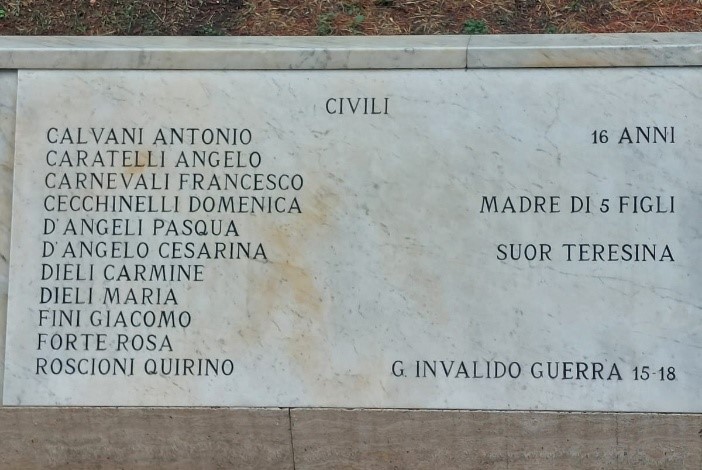 CIVILI
CALVANI ANTONIO 16 ANNI
CARATELLI ANGELO
CARNEVALI FRANCESCO
CECCHINELLI DOMENICA MADRE DI 5 FIGLI
D'ANGELI PASQUA
D'ANGELO CESARINA SUOR TERESINA
DIELI CARMINE
DIELI MARIA
FINI GIACOMO
FORTE ROSA
ROSCIONI QUIRINO G. INVALIDO GUERRA 15-18